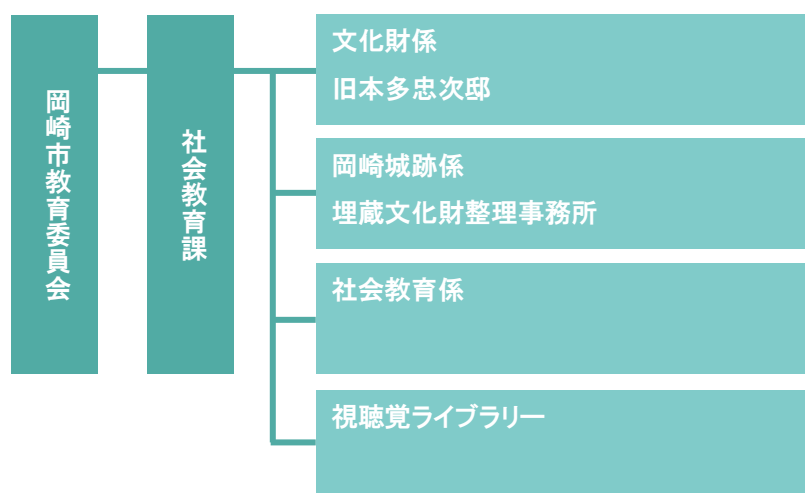 岡崎市教育委員会
社会教育課
文化財係
旧本多忠次邸
岡崎城跡係
埋蔵文化財整理事務所
社会教育係
視聴覚ライブラリー